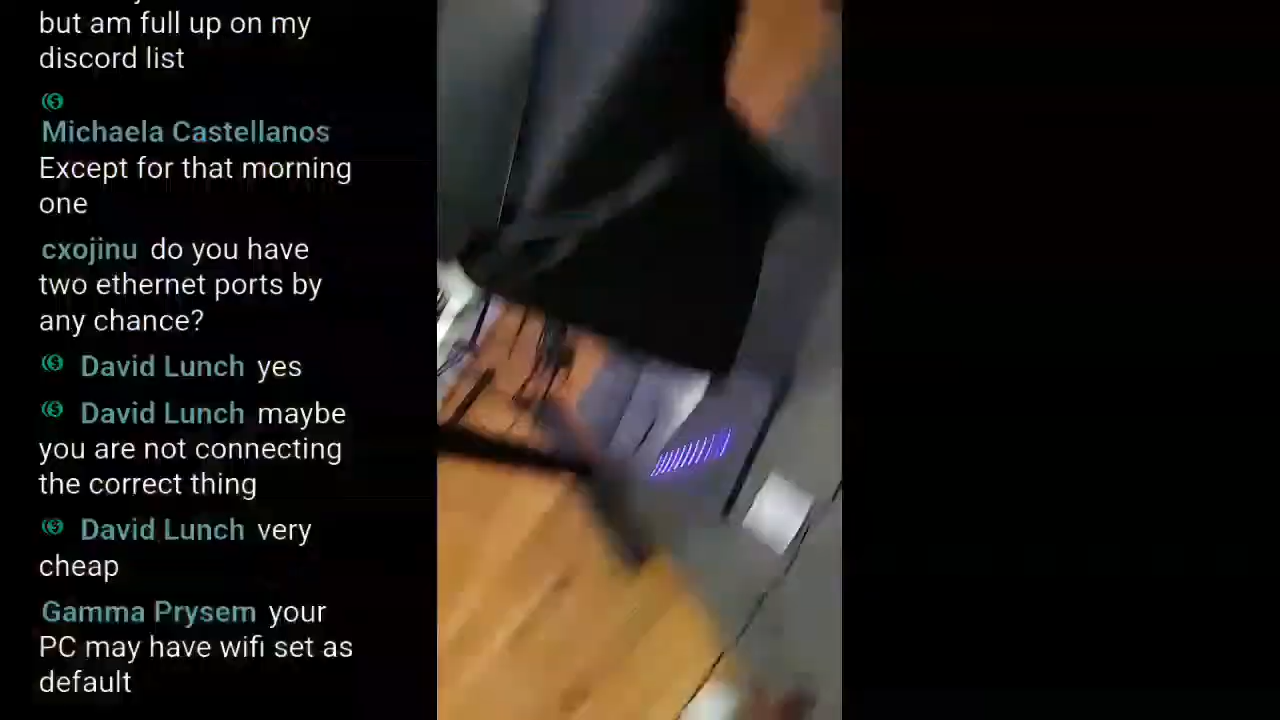 but am full up on my
discord list
Michaela Castellanos
Except for that morning
one
cxojinu do you have
two ethernet ports by
any chance?
David Lunch yes
David Lunch maybe
you are not connecting
the correct thing
David Lunch very
cheap
Gamma Prysem your
PC may have wifi set as
default